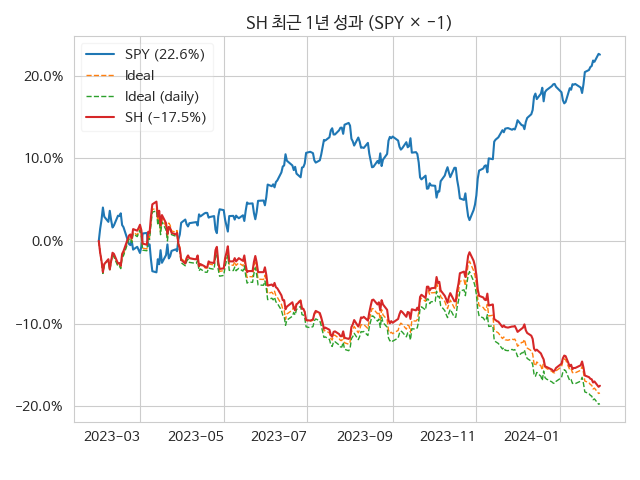 SH 최근 1년 성과 (SPY × −1)
SPY (22.6%)
Ideal
Ideal (daily)
SH (−17.5%)
20.0%
10.0%
0.0%
−10.0%
−20.0%
2023−03 2023−05 2023−07 2023−09 2023−11 2024−01